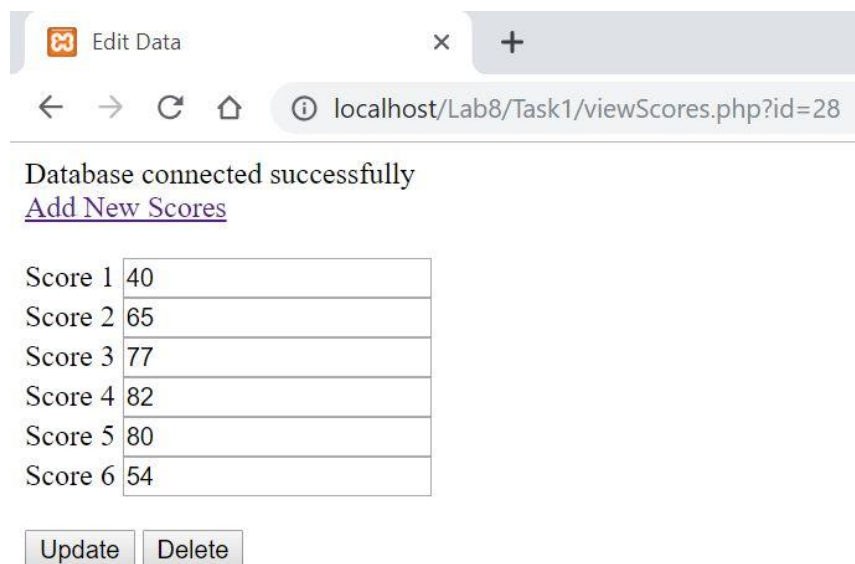 Edit Data
localhost/Lab8/Task1/viewScores.php?id=28
Database connected successfully
Add New Scores
Score 1 40
Score 2 65
Score 3 77
Score 4 82
Score 5 80
Score 6 54
Update Delete